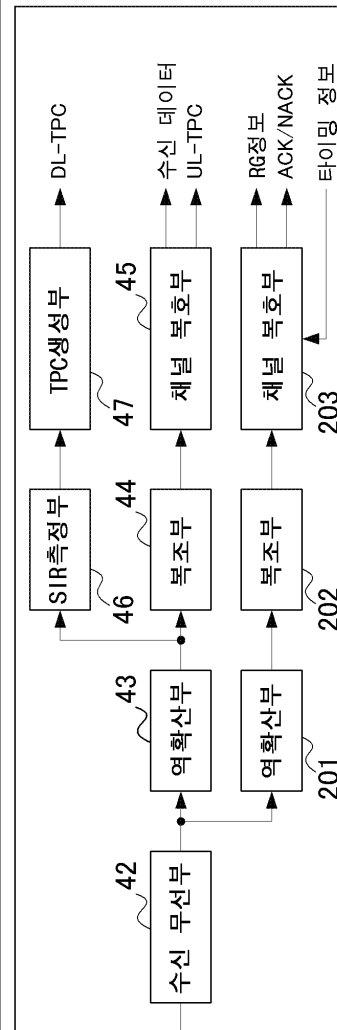 42
수신 무선부
43
역확산부
201
역확산부
46
SIR측정부
44
복조부
202
복조부
47
TPC생성부
45
채널 복호부
203
채널 복호부
DL-TPC
수신 데이터
UL-TPC
RG정보
ACK/NACK
타이밍 정보